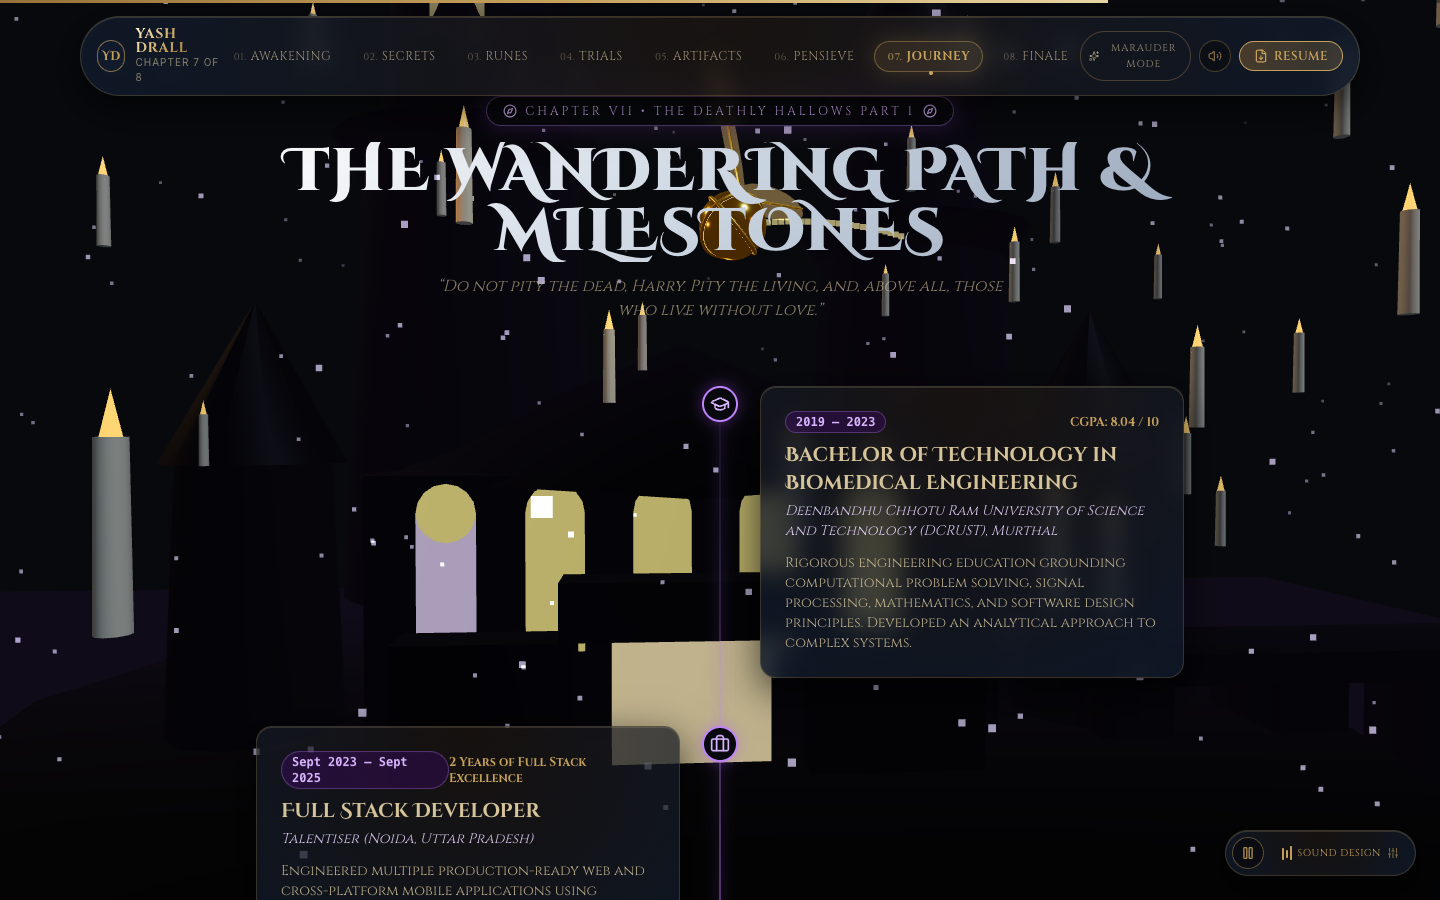 YD
YASH
DRALL
CHAPTER 7 OF
8
01. AWAKENING
02. SECRETS
03. RUNES
04. TRIALS
05. ARTIFACTS
06. PENSIEVE
07. JOURNEY
08. FINALE
MARAUDER
MODE
RESUME
CHAPTER VII • THE DEATHLY HALLOWS PART 1
THE WANDERING PATH &
MILESTONES
"DO NOT PITY THE DEAD, HARRY. PITY THE LIVING, AND, ABOVE ALL, THOSE
WHO LIVE WITHOUT LOVE."
2019 — 2023
CGPA: 8.04 / 10
BACHELOR OF TECHNOLOGY IN
BIOMEDICAL ENGINEERING
DEENBANDHU CHHOTU RAM UNIVERSITY OF SCIENCE
AND TECHNOLOGY (DCRUST), MURTHAL
RIGOROUS ENGINEERING EDUCATION GROUNDING
COMPUTATIONAL PROBLEM SOLVING, SIGNAL
PROCESSING, MATHEMATICS, AND SOFTWARE DESIGN
PRINCIPLES. DEVELOPED AN ANALYTICAL APPROACH TO
COMPLEX SYSTEMS.
Sept 2023 — Sept
2025
2 YEARS OF FULL STACK
EXCELLENCE
FULL STACK DEVELOPER
TALENTISER (NOIDA, UTTAR PRADESH)
ENGINEERED MULTIPLE PRODUCTION-READY WEB AND
CROSS-PLATFORM MOBILE APPLICATIONS USING
SOUND DESIGN